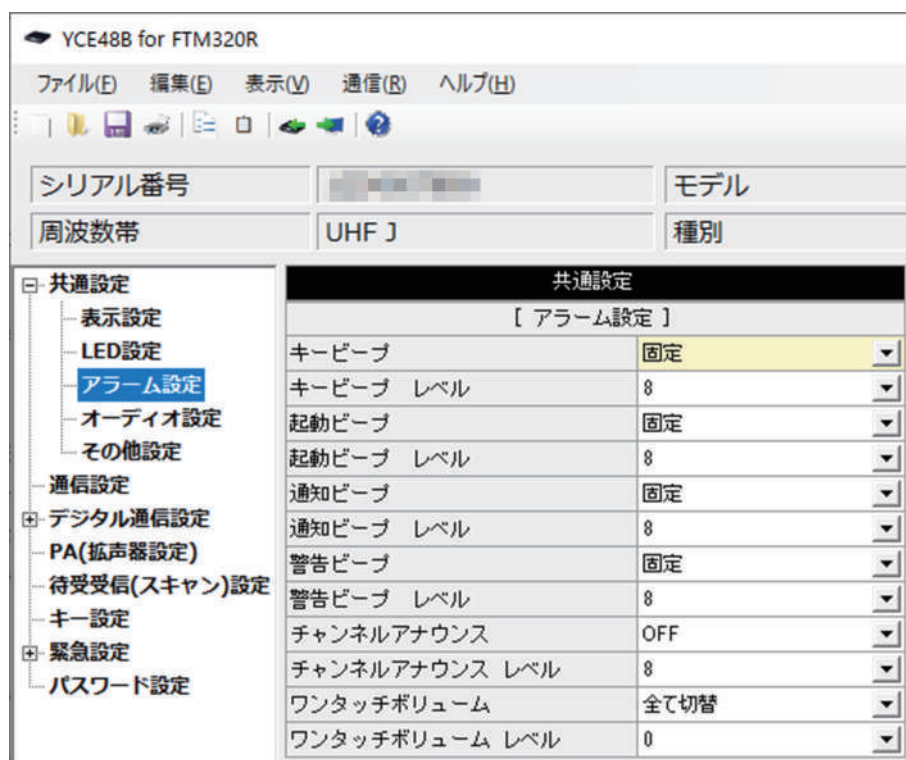 YCE48B for FTM320R
ファイル(F) 編集(E) 表示(V) 通信(R) ヘルプ(H)
シリアル番号 モデル
周波数帯 UHF J 種別
共通設定
表示設定
LED設定
アラーム設定
オーディオ設定
その他設定
通信設定
デジタル通信設定
PA(拡声器設定)
待受受信(スキャン)設定
キー設定
緊急設定
パスワード設定
共通設定
[ アラーム設定 ]
キービープ 固定
キービープ レベル 8
起動ビープ 固定
起動ビープ レベル 8
通知ビープ 固定
通知ビープ レベル 8
警告ビープ 固定
警告ビープ レベル 8
チャンネルアナウンス OFF
チャンネルアナウンス レベル 8
ワンタッチボリューム 全て切替
ワンタッチボリューム レベル 0